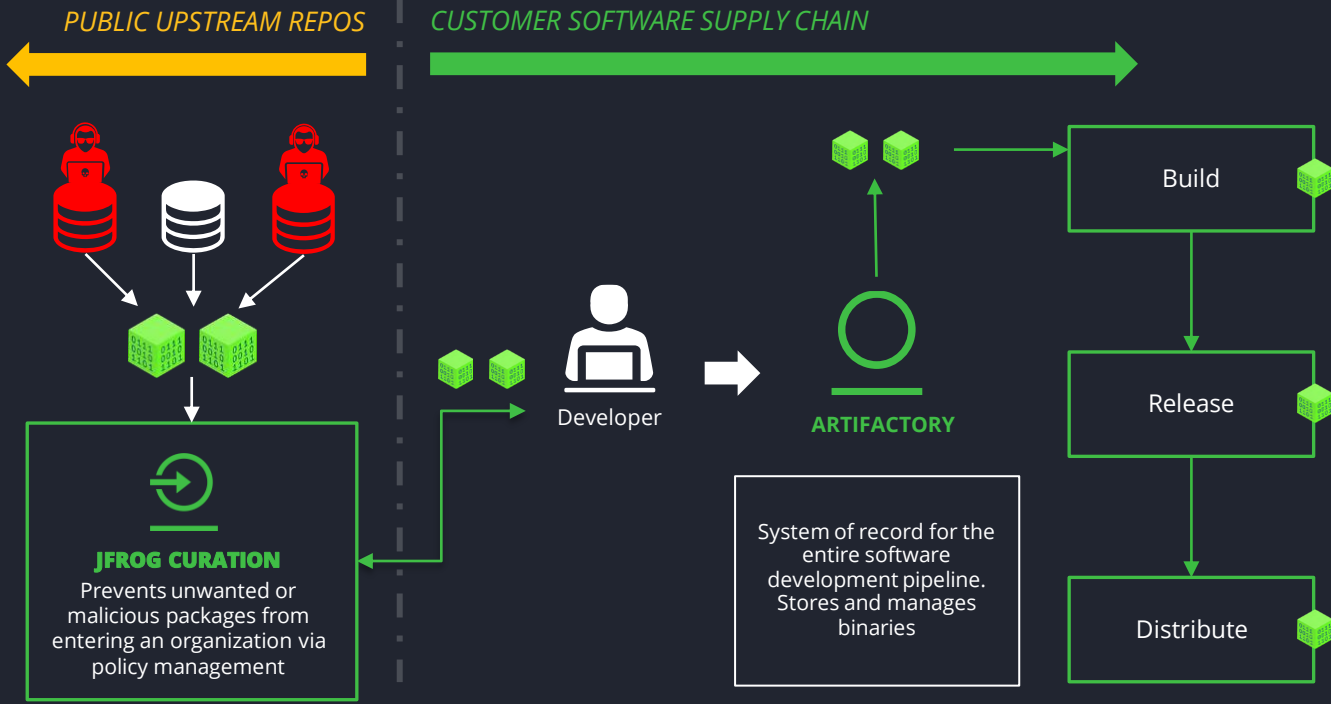 PUBLIC UPSTREAM REPOS
CUSTOMER SOFTWARE SUPPLY CHAIN
JFROG CURATION
Prevents unwanted or
malicious packages from
entering an organization via
policy management
Developer
ARTIFACTORY
System of record for the
entire software
development pipeline.
Stores and manages
binaries
Build
Release
Distribute